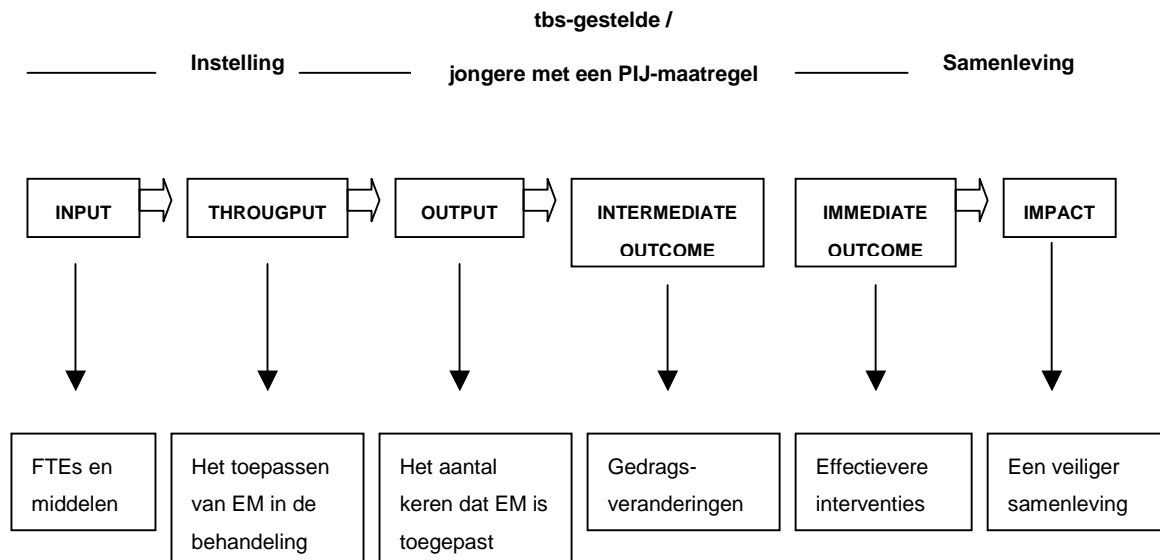 tbs-gestelde /
Instelling
jongere met een PIJ-maatregel
Samenleving
INPUT
THROUGPUT
OUTPUT
INTERMEDIATE
OUTCOME
IMMEDIATE
OUTCOME
IMPACT
FTEs en
middelen
Het toepassen
van EM in de
behandeling
Het aantal
keren dat EM is
toegepast
Gedrags-
veranderingen
Effectievere
interventies
Een veiliger
samenleving